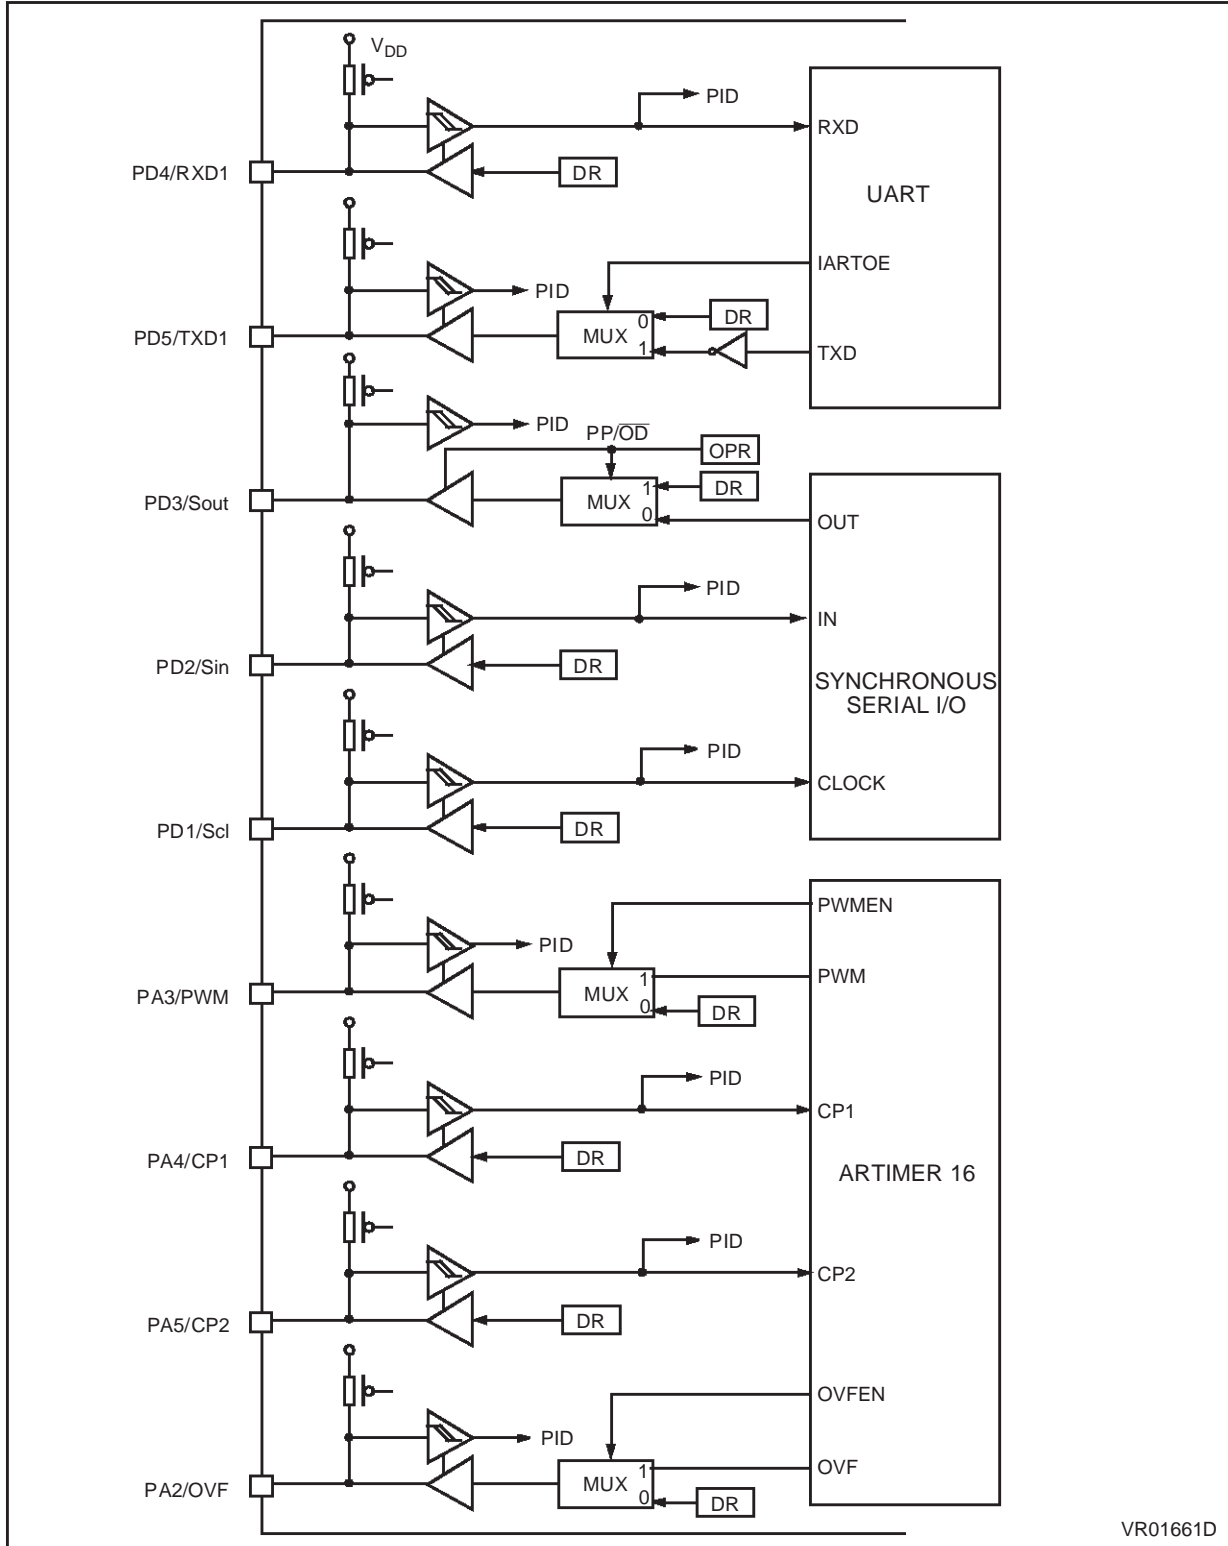 VDD
PID
RXD
PD4/RXD1
DR
UART
IARTOE
PID
DR
0
MUX
PD5/TXD1
1
TXD
PID
PP/OD
OPR
DR
1
MUX
PD3/Sout
0
OUT
PID
IN
PD2/Sin
DR
SYNCHRONOUS
SERIAL I/O
PID
CLOCK
PD1/Scl
DR
PWMEN
PID
1
PWM
PA3/PWM
MUX
0
DR
PID
CP1
PA4/CP1
DR
ARTIMER 16
PID
CP2
PA5/CP2
DR
OVFEN
PID
1
OVF
PA2/OVF
MUX
0
DR
VR01661D